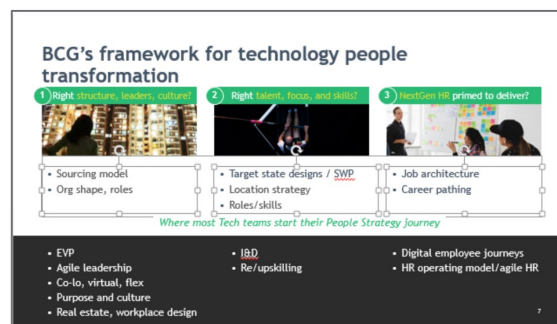 BCG's framework for technology people
transformation
1 Right structure, leaders, culture?
2 Right talent, focus, and skills?
3 NextGen HR primed to deliver?
• Sourcing model
• Org shape, roles
• Target state designs / SWP
• Location strategy
• Roles/skills
• Job architecture
• Career pathing
Where most Tech teams start their People Strategy journey
• EVP
• Agile leadership
• Co-lo, virtual, flex
• Purpose and culture
• Real estate, workplace design
• I&D
• Re/upskilling
• Digital employee journeys
• HR operating model/agile HR
7